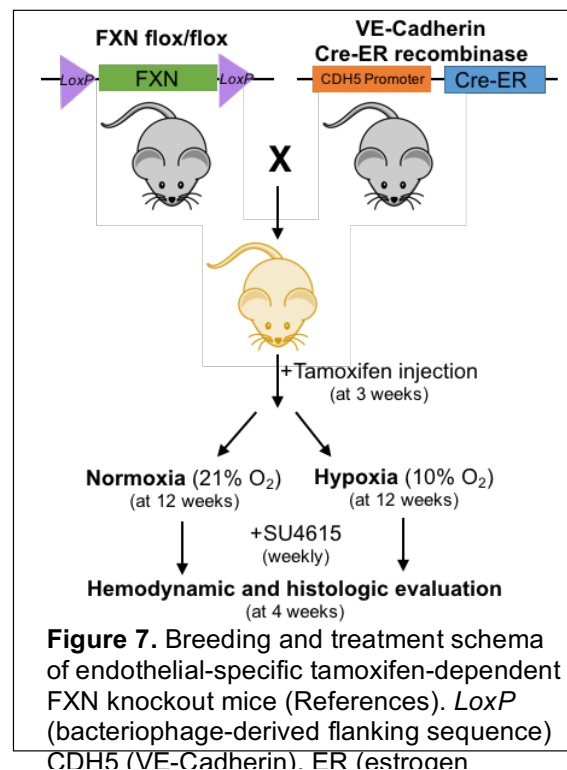 FXN flox/flox
VE-Cadherin
Cre-ER recombinase
LoxP FXN LoxP
CDH5 Promoter Cre-ER
X
+Tamoxifen injection
(at 3 weeks)
Normoxia (21% O₂)
(at 12 weeks)
Hypoxia (10% O₂)
(at 12 weeks)
+SU4615
(weekly)
Hemodynamic and histologic evaluation
(at 4 weeks)
Figure 7. Breeding and treatment schema
of endothelial-specific tamoxifen-dependent
FXN knockout mice (References). LoxP
(bacteriophage-derived flanking sequence)
CDH5 (VE-Cadherin), ER (estrogen